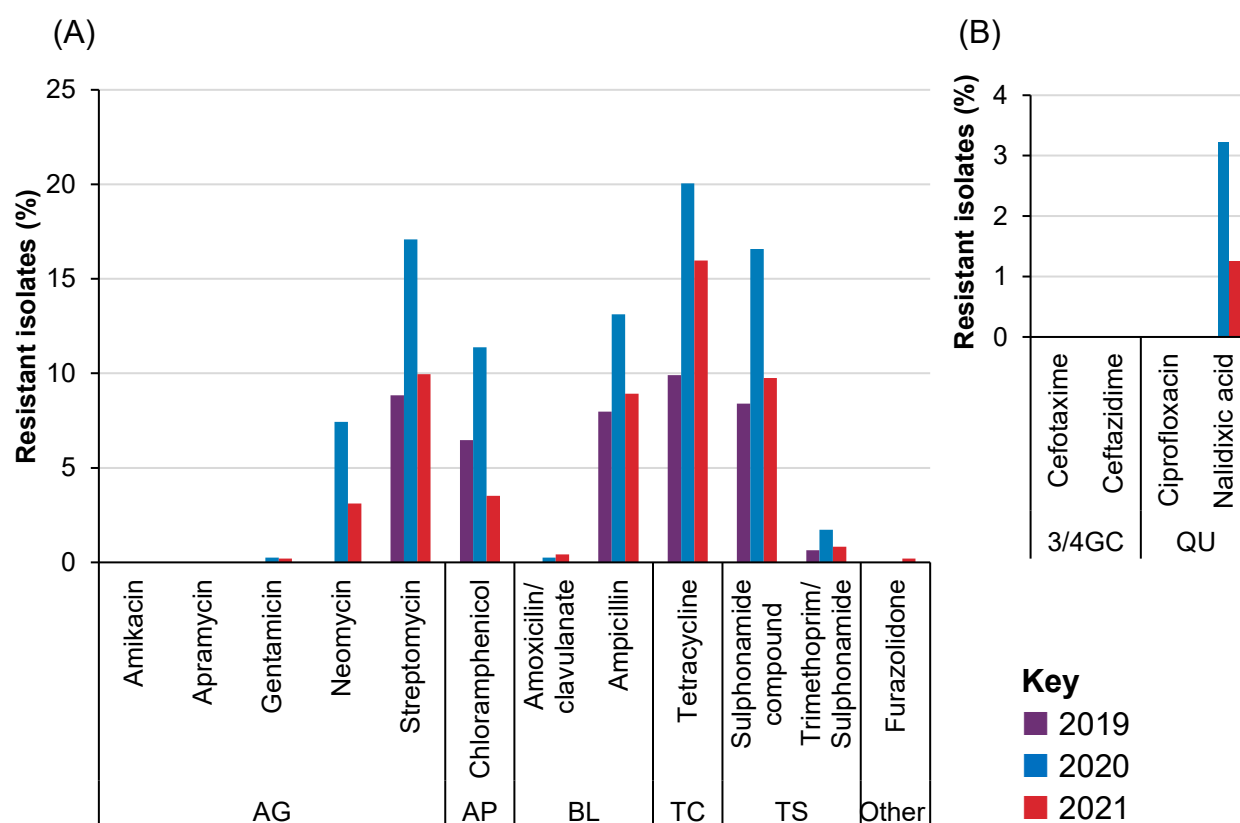 (A)
Resistant isolates (%)
25
20
15
10
5
0
Amikacin
Apramycin
Gentamicin
Neomycin
Streptomycin
Chloramphenicol
Amoxicilin/
clavulanate
Ampicillin
Tetracycline
Sulphonamide
compound
Trimethoprim/
Sulphonamide
Furazolidone
AG
AP
BL
TC
TS
Other
(B)
Resistant isolates (%)
4
3
2
1
0
Cefotaxime
Ceftazidime
Ciprofloxacin
Nalidixic acid
3/4GC
QU
Key
2019
2020
2021